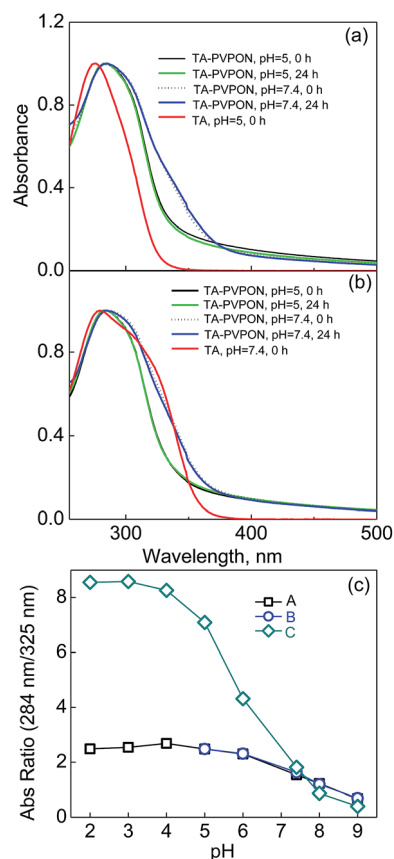 (a)
TA-PVPON, pH=5, 0 h
TA-PVPON, pH=5, 24 h
TA-PVPON, pH=7.4, 0 h
TA-PVPON, pH=7.4, 24 h
TA, pH=5, 0 h
1.2
0.8
0.4
0.0
Absorbance
(b)
TA-PVPON, pH=5, 0 h
TA-PVPON, pH=5, 24 h
TA-PVPON, pH=7.4, 0 h
TA-PVPON, pH=7.4, 24 h
TA, pH=7.4, 0 h
0.8
0.4
0.0
300 400 500
Wavelength, nm
(c)
A
B
C
8
6
4
2
0
Abs Ratio (284 nm/325 nm)
2 3 4 5 6 7 8 9
pH